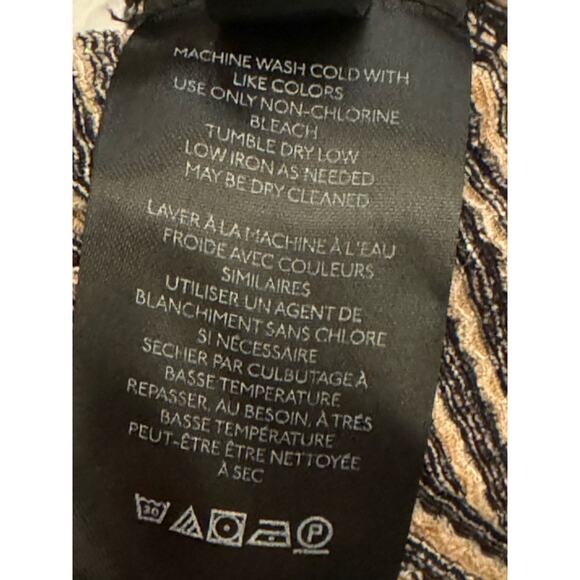 MACHINE WASH COLD WITH
LIKE COLORS
USE ONLY NON-CHLORINE
BLEACH
TUMBLE DRY LOW
LOW IRON AS NEEDED
MAY BE DRY CLEANED
LAVER À LA MACHINE À L'EAU
FROIDE AVEC COULEURS
SIMILAIRES
UTILISER UN AGENT DE
BLANCHIMENT SANS CHLORE
SI NÉCESSAIRE
SÉCHER PAR CULBUTAGE À
BASSE TEMPERATURE
REPASSER, AU BESOIN, À TRÉS
BASSE TEMPÉRATURE
PEUT-ÊTRE ÊTRE NETTOYÉE
À SEC
30 P